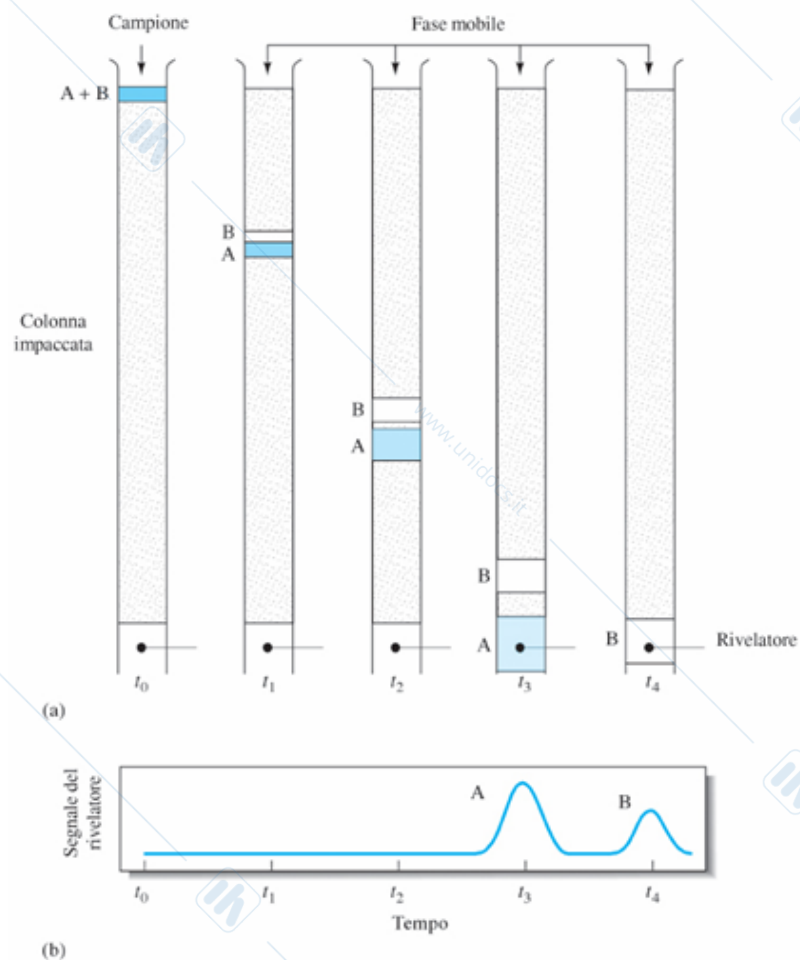 Campione
Fase mobile
A + B
B
A
Colonna
impaccata
B
A
B
A
B
Rivelatore
t0
t1
t2
t3
t4
(a)
www.unidocs.it
Segnale del
rivelatore
A
B
t0
t1
t2
t3
t4
Tempo
(b)